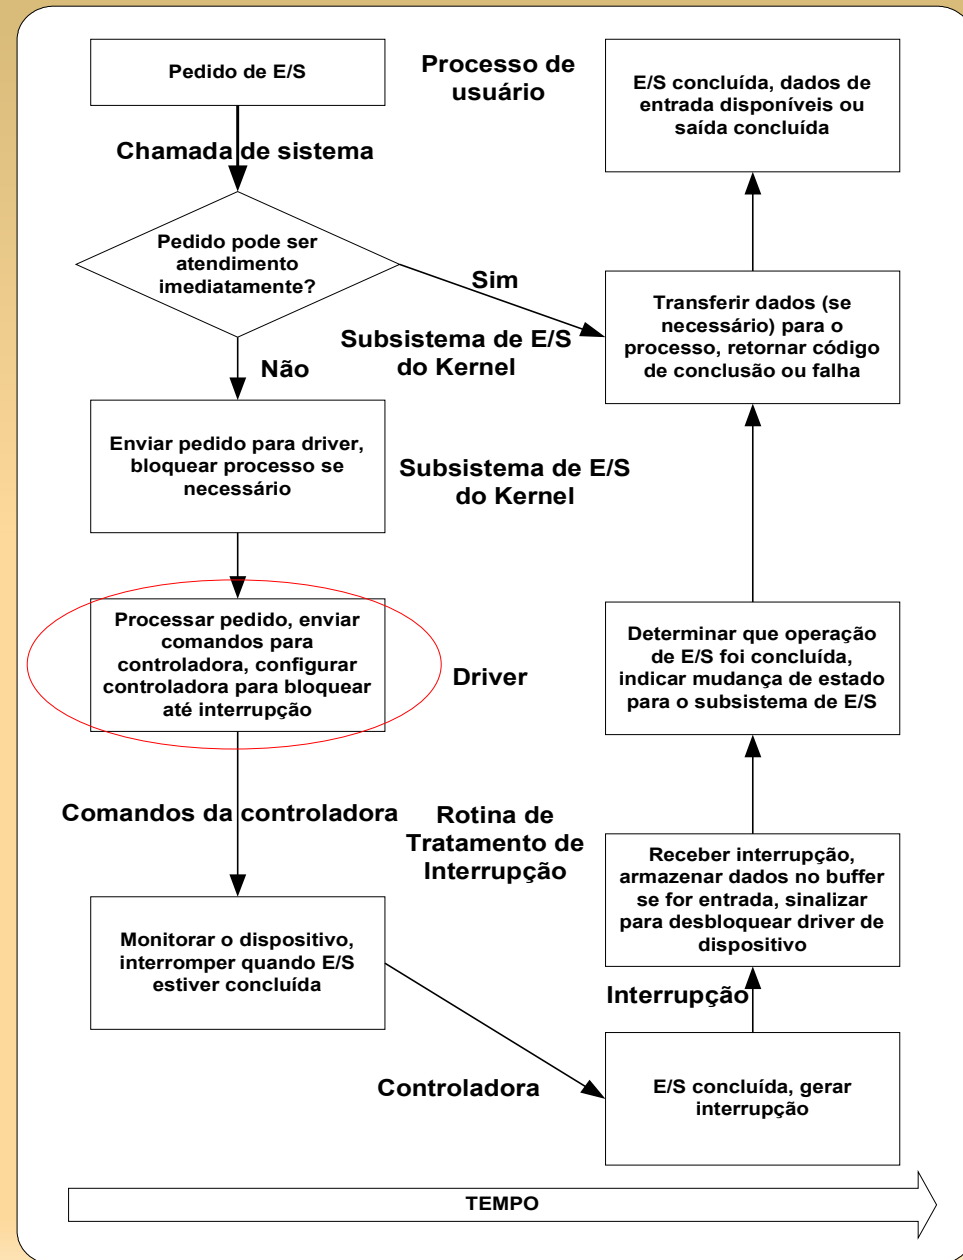 Pedido de E/S
Processo de
usuário
E/S concluída, dados de
entrada disponíveis ou
saída concluída
Chamada de sistema
Pedido pode ser
atendimento
imediatamente?
Sim
Transferir dados (se
necessário) para o
processo, retornar código
de conclusão ou falha
Subsistema de E/S
do Kernel
Não
Enviar pedido para driver,
bloquear processo se
necessário
Subsistema de E/S
do Kernel
Processar pedido, enviar
comandos para
controladora, configurar
controladora para bloquear
até interrupção
Driver
Determinar que operação
de E/S foi concluída,
indicar mudança de estado
para o subsistema de E/S
Comandos da controladora
Rotina de
Tratamento de
Interrupção
Receber interrupção,
armazenar dados no buffer
se for entrada, sinalizar
para desbloquear driver de
dispositivo
Monitorar o dispositivo,
interromper quando E/S
estiver concluída
Interrupção
Controladora
E/S concluída, gerar
interrupção
TEMPO